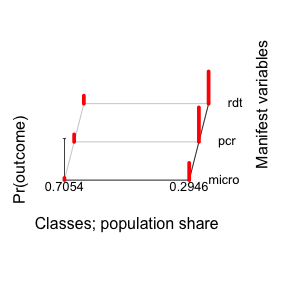 rdt
pcr
micro
0.7054
0.2946
Classes; population share
Pr(outcome)
Manifest variables